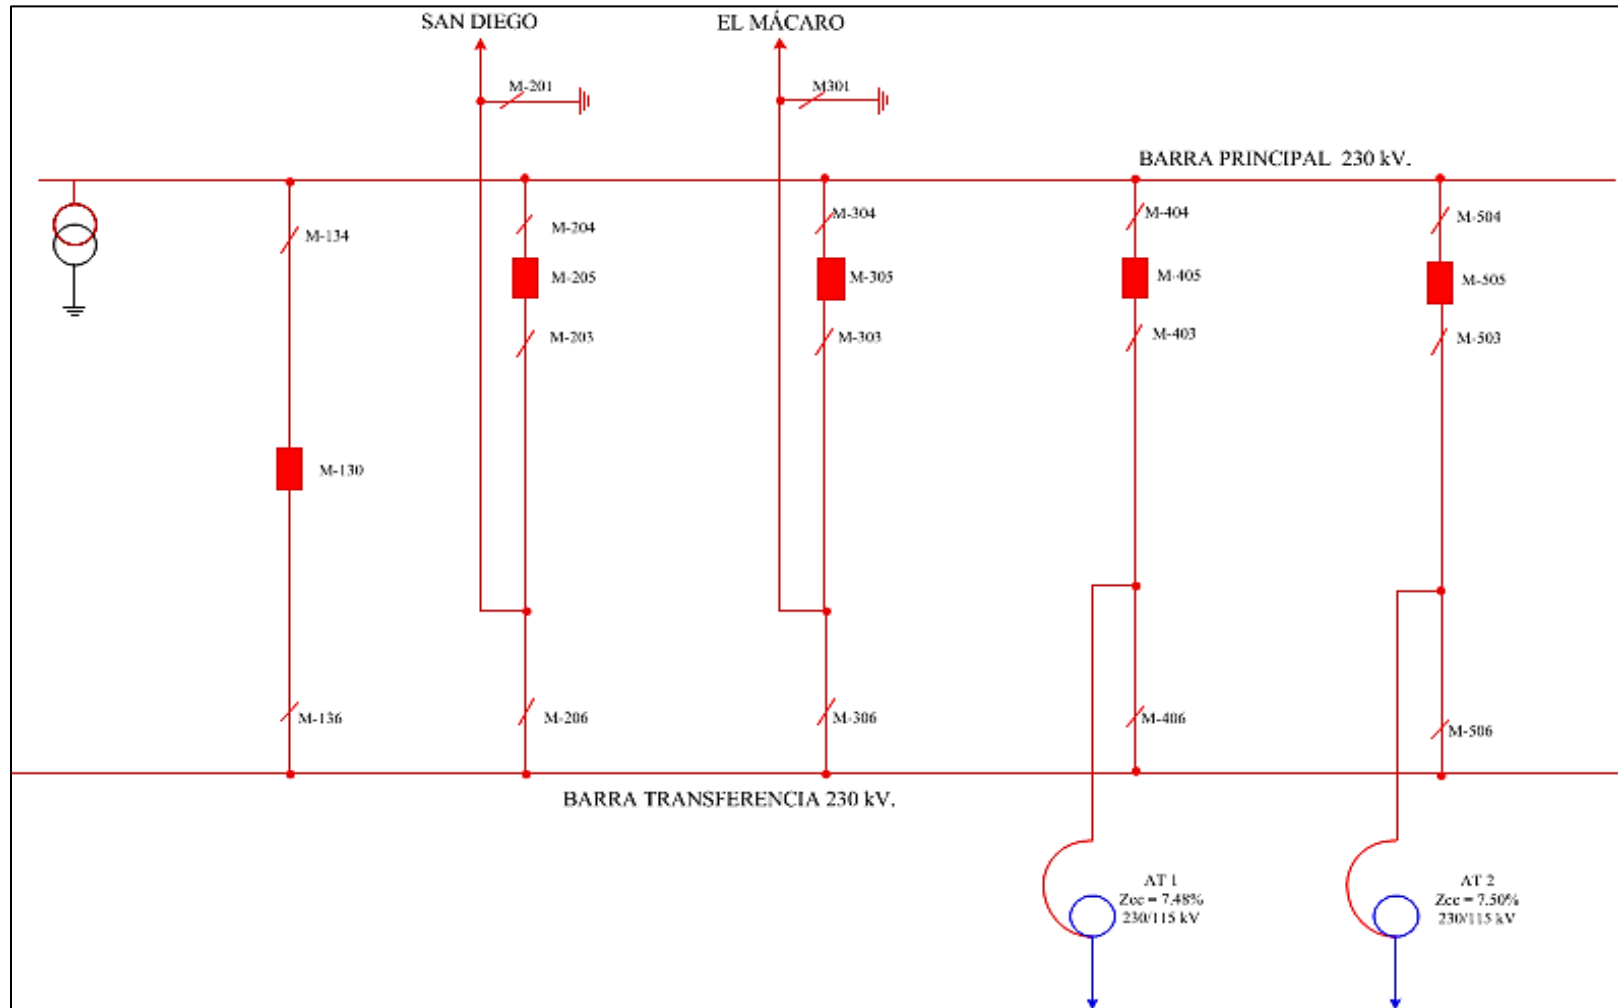 SAN DIEGO
EL MÁCARO
M-201
M301
BARRA PRINCIPAL 230 kV.
M-134
M-204
M-304
M-404
M-504
M-205
M-305
M-405
M-505
M-203
M-303
M-403
M-503
M-130
M-136
M-206
M-306
M-406
M-506
BARRA TRANSFERENCIA 230 kV.
AT 1
Zcc = 7.48%
230/115 kV
AT 2
Zcc = 7.50%
230/115 kV